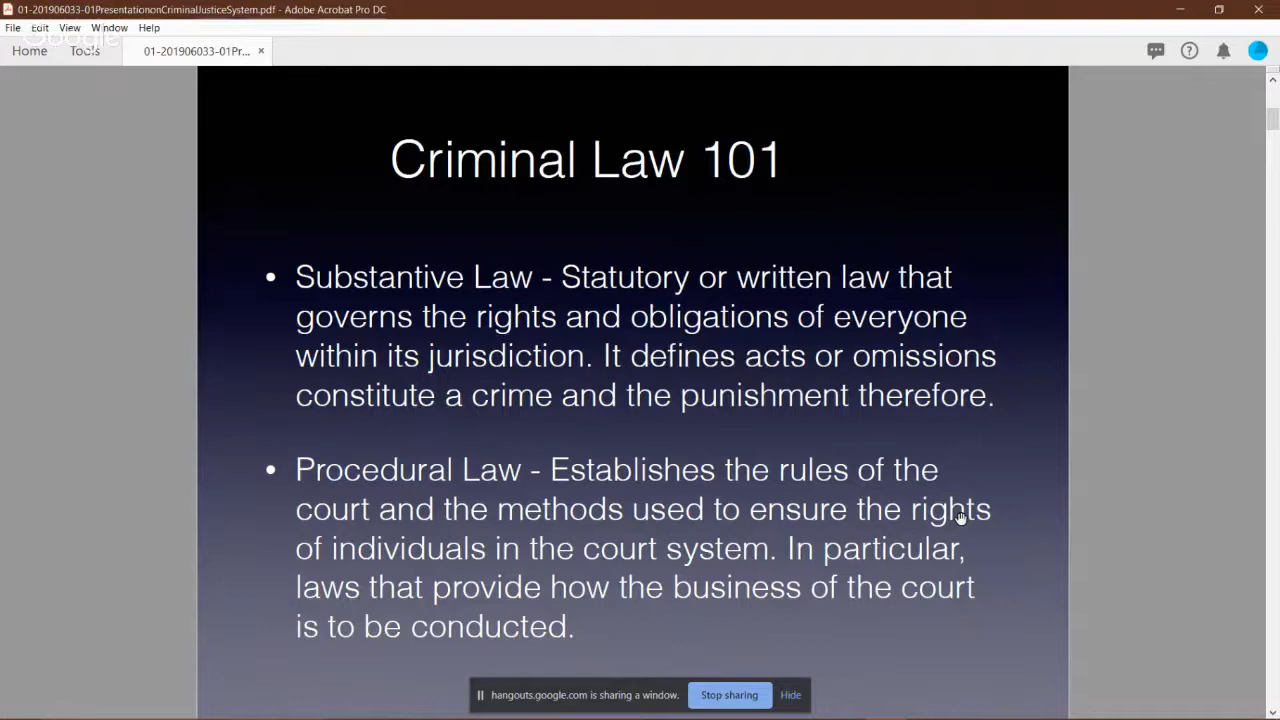 01-201906033-01PresentationonCriminalJusticeSystem.pdf - Adobe Acrobat Pro DC
File Edit View Window Help
Google
Home Tools 01-201906033-01Pr... ×
Criminal Law 101
• Substantive Law - Statutory or written law that
governs the rights and obligations of everyone
within its jurisdiction. It defines acts or omissions
constitute a crime and the punishment therefore.
• Procedural Law - Establishes the rules of the
court and the methods used to ensure the rights
of individuals in the court system. In particular,
laws that provide how the business of the court
is to be conducted.
hangouts.google.com is sharing a window. Stop sharing Hide